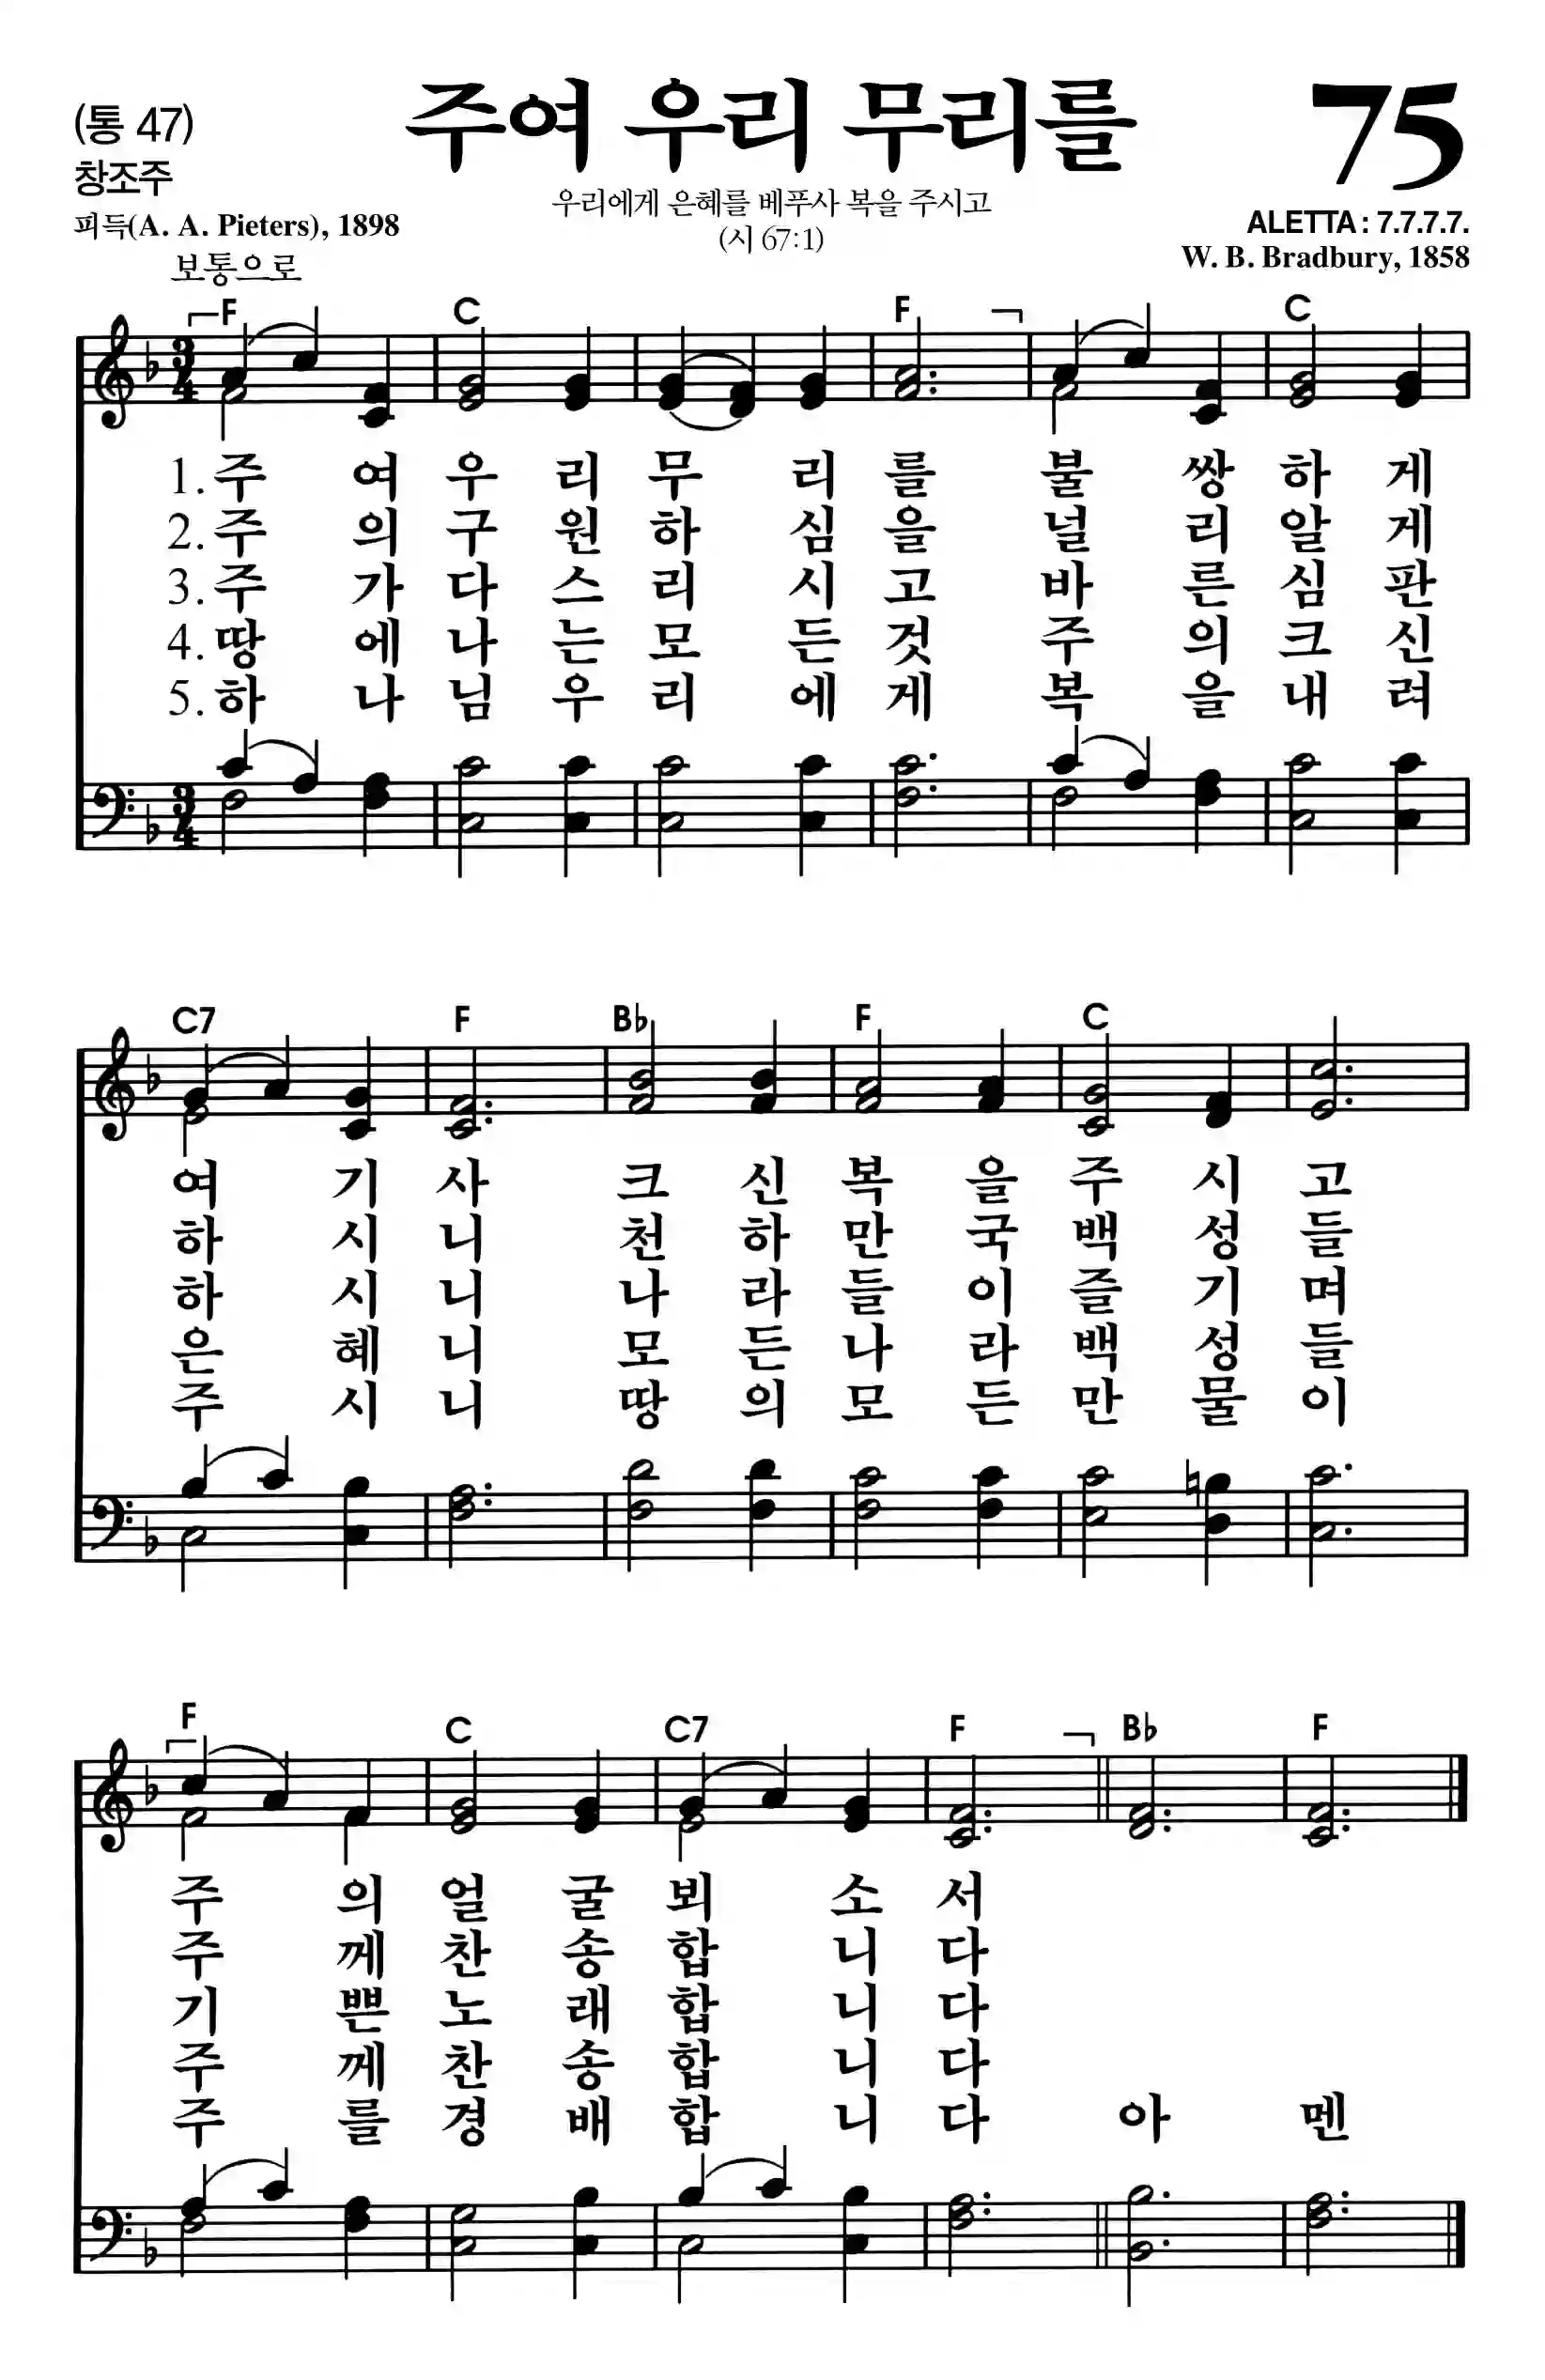 (통 47)
주여 우리 무리를
75
창조주
우리에게 은혜를 베푸사 복을 주시고
피득(A. A. Pieters), 1898
(시 67:1)
ALETTA : 7.7.7.7.
보통으로
W. B. Bradbury, 1858
F C F C
1. 주 여 우 리 무 리 를 불 쌍 하 게
2. 주 의 구 원 하 심 을 널 리 알 게
3. 주 가 다 스 리 시 고 바 른 심 판
4. 땅 에 나 는 모 든 것 주 의 크 신
5. 하 나 님 우 리 에 게 복 을 내 려
C7 F B♭ F C
여 기 사 크 신 복 을 주 시 고
하 시 니 천 하 만 국 백 성 들
하 시 니 나 라 들 이 즐 기 며
은 혜 니 모 든 나 라 백 성 들
주 시 니 땅 의 모 든 만 물 이
F C C7 F B♭ F
주 의 얼 굴 뵈 소 서
주 께 찬 송 합 니 다
기 쁜 노 래 합 니 다
주 께 찬 송 합 니 다
주 를 경 배 합 니 다 아 멘